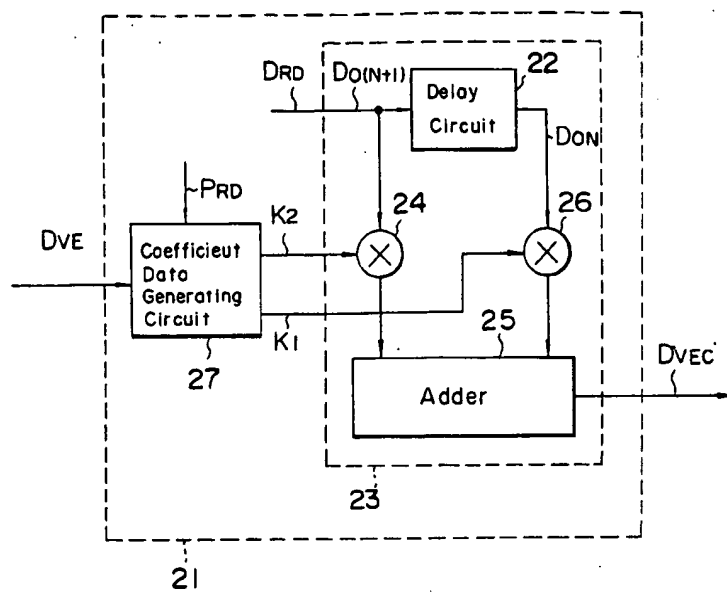 22
DRD
DO(N+1)
Delay
Circuit
DON
PRD
24
26
K2
DVE
Coefficieut
Data
Generating
Circuit
K1
27
25
DVEC
Adder
23
21